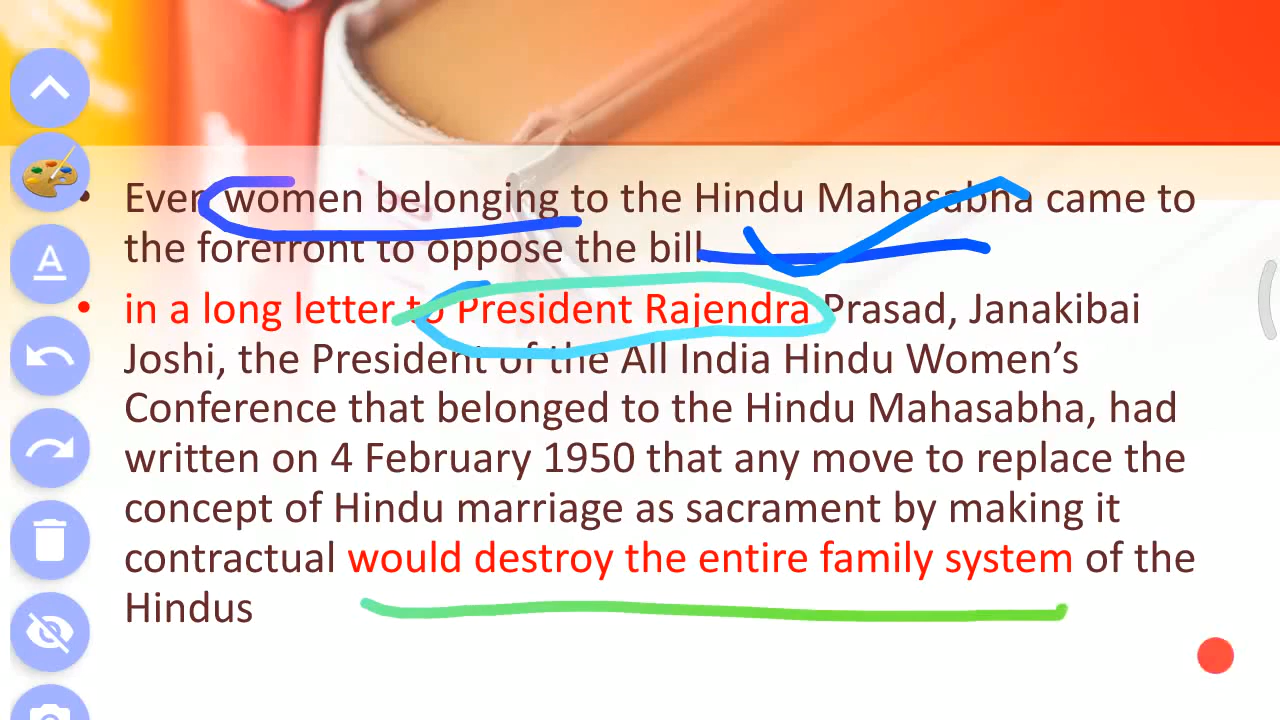 • Even women belonging to the Hindu Mahasabha came to
the forefront to oppose the bill
• in a long letter to President Rajendra Prasad, Janakibai
Joshi, the President of the All India Hindu Women's
Conference that belonged to the Hindu Mahasabha, had
written on 4 February 1950 that any move to replace the
concept of Hindu marriage as sacrament by making it
contractual would destroy the entire family system of the
Hindus